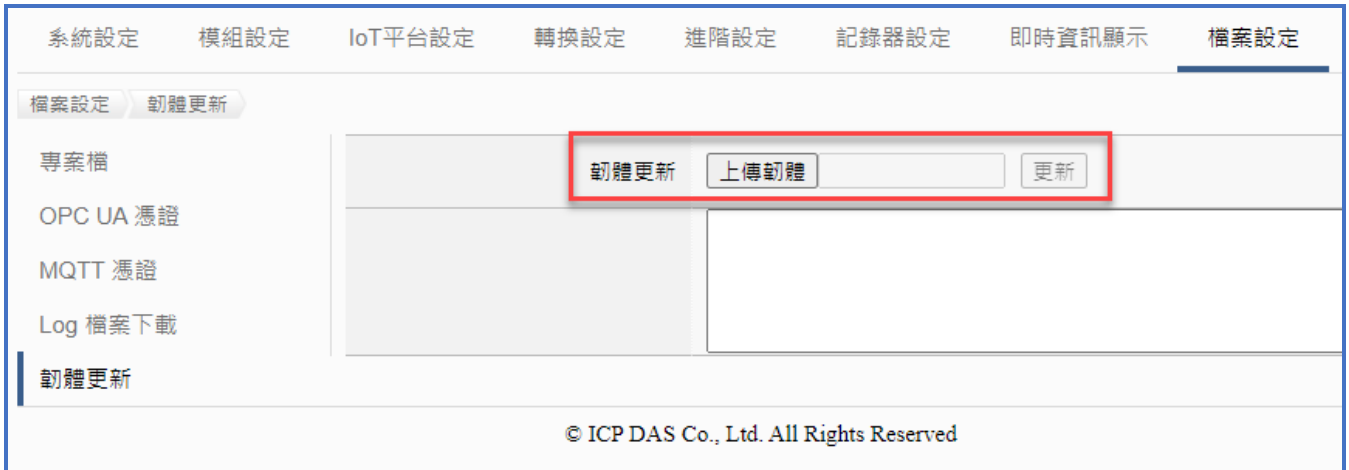 系統設定 模組設定 IoT平台設定 轉換設定 進階設定 記錄器設定 即時資訊顯示 檔案設定
檔案設定 韌體更新
專案檔
OPC UA 憑證
MQTT 憑證
Log 檔案下載
韌體更新
韌體更新 上傳韌體 更新
© ICP DAS Co., Ltd. All Rights Reserved